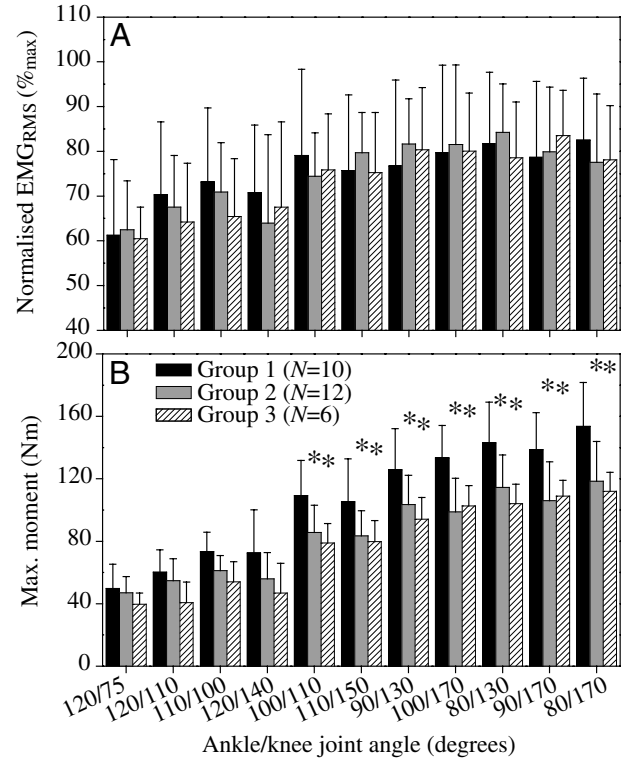 110
A
100
90
80
70
60
50
40
Normalised EMGRMS (%max)
200
B
Group 1 (N=10)
Group 2 (N=12)
Group 3 (N=6)
160
120
80
40
0
Max. moment (Nm)
** ** ** ** ** ** **
120/75 120/110 110/100 120/140 100/110 110/150 90/130 100/170 80/130 90/170 80/170
Ankle/knee joint angle (degrees)